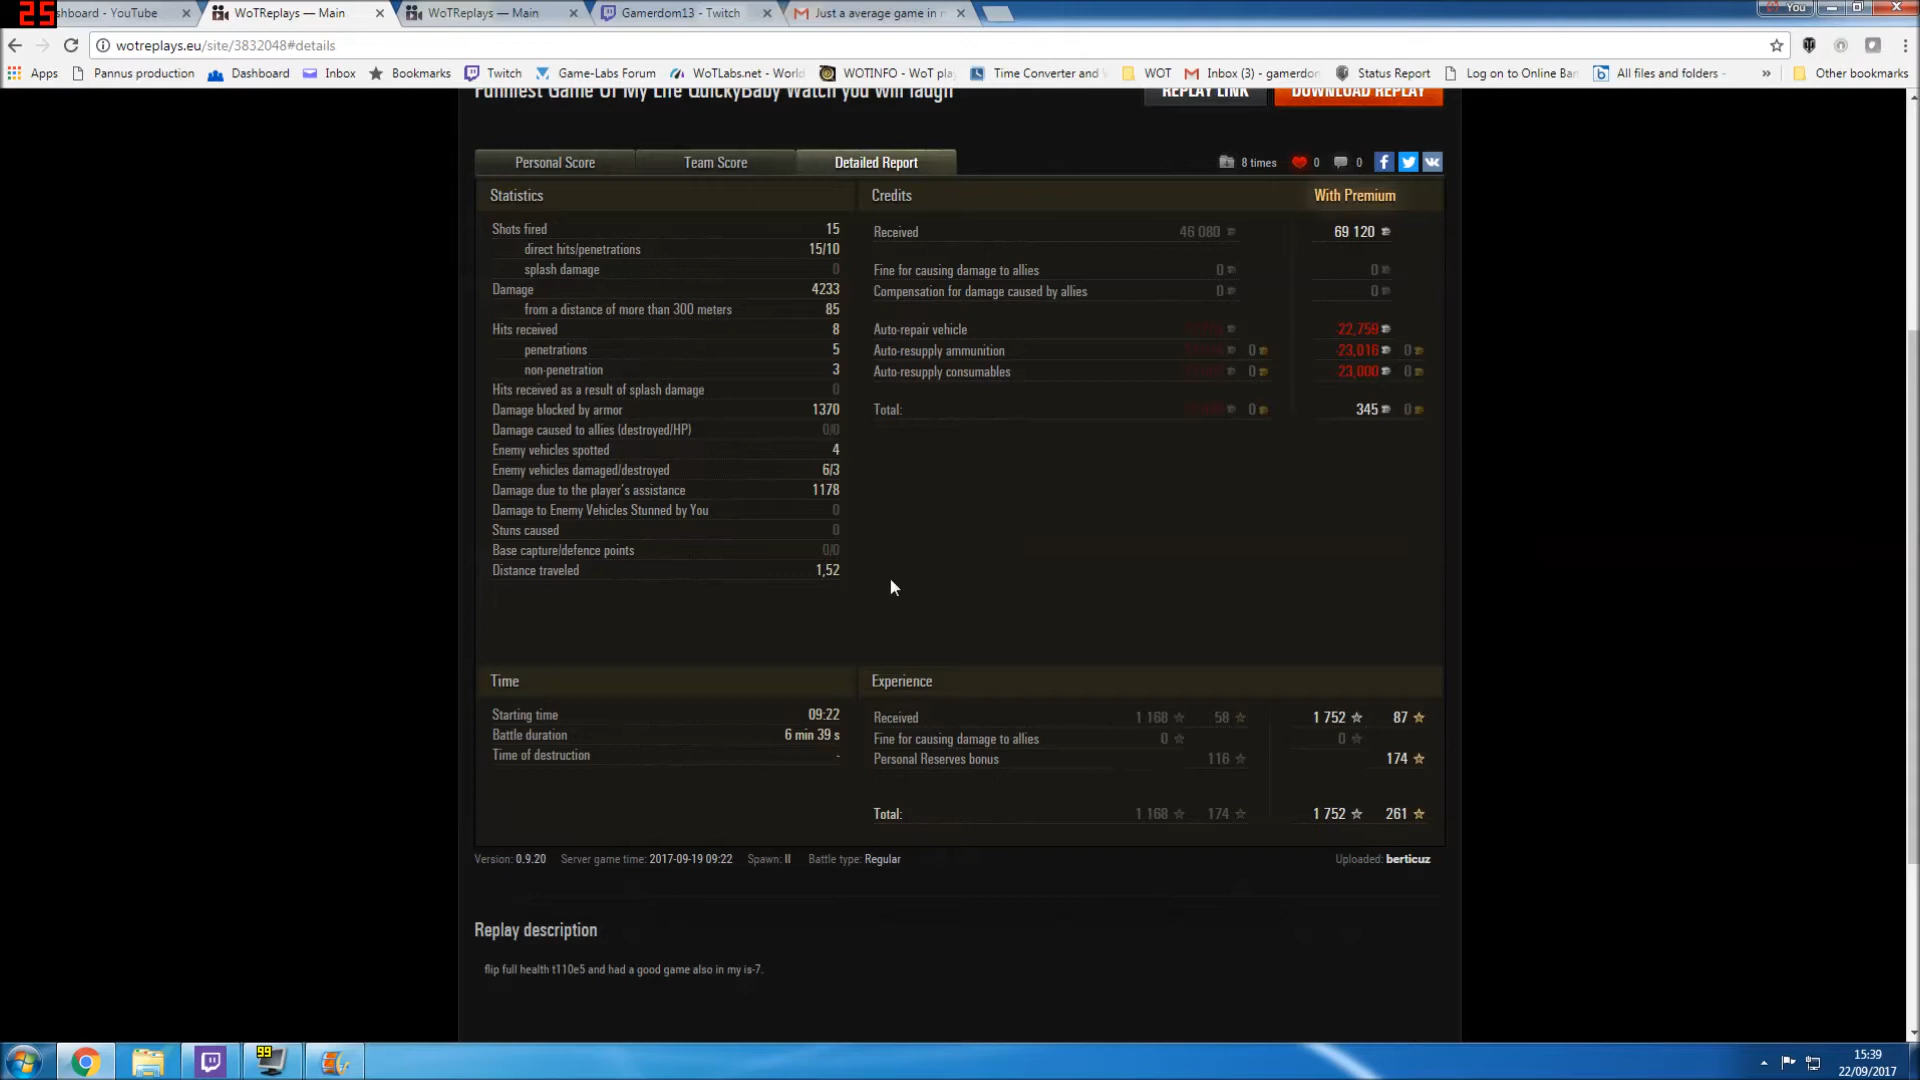 25
shboard - YouTube
WoTReplays — Main
WoTReplays — Main
Gamerdom13 - Twitch
Just a average game in
You
wotreplays.eu/site/3832048#details
Apps
Pannus production
Dashboard
Inbox
Bookmarks
Twitch
Game-Labs Forum
WoTLabs.net - World
WOTINFO - WoT pla
Time Converter and
WOT
Inbox (3) - gamerdo
Status Report
Log on to Online Ban
All files and folders -
»
Other bookmarks
Funniest Game Of My Life QuickyBaby Watch you will laugh
REPLAY LINK
DOWNLOAD REPLAY
Personal Score
Team Score
Detailed Report
8 times
0
0
Statistics
Shots fired 15
direct hits/penetrations 15/10
splash damage 0
Damage 4233
from a distance of more than 300 meters 85
Hits received 8
penetrations 5
non-penetration 3
Hits received as a result of splash damage 0
Damage blocked by armor 1370
Damage caused to allies (destroyed/HP) 0/0
Enemy vehicles spotted 4
Enemy vehicles damaged/destroyed 6/3
Damage due to the player's assistance 1178
Damage to Enemy Vehicles Stunned by You 0
Stuns caused 0
Base capture/defence points 0/0
Distance traveled 1,52
Credits With Premium
Received 46 080 69 120
Fine for causing damage to allies 0 0
Compensation for damage caused by allies 0 0
Auto-repair vehicle -22,759
Auto-resupply ammunition 0 -23,016 0
Auto-resupply consumables 0 -23,000 0
Total: 0 345 0
Time
Starting time 09:22
Battle duration 6 min 39 s
Time of destruction -
Experience
Received 1 168 58 1 752 87
Fine for causing damage to allies 0 0
Personal Reserves bonus 116 174
Total: 1 168 174 1 752 261
Version: 0.9.20 Server game time: 2017-09-19 09:22 Spawn: II Battle type: Regular
Uploaded: berticuz
Replay description
flip full health t110e5 and had a good game also in my is-7.
99
15:39
22/09/2017